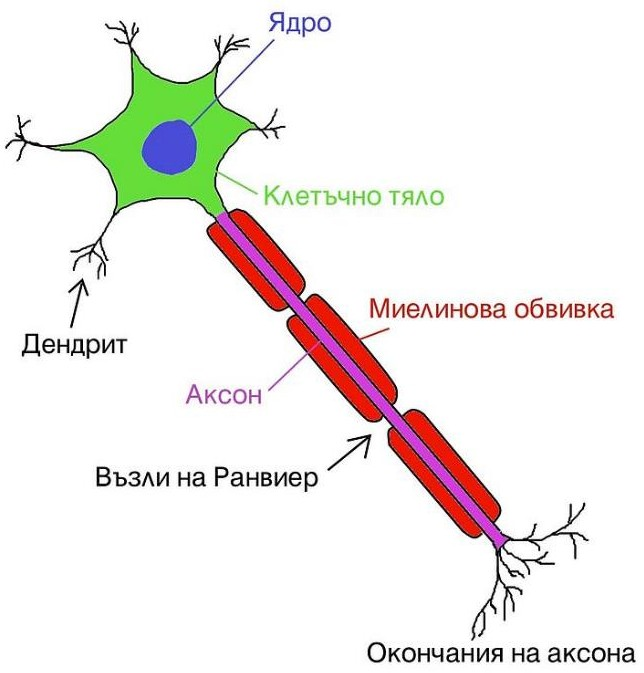 Ядро
Клетъчно тяло
Миелинова обвивка
Дендрит
Аксон
Възли на Ранвиер
Окончания на аксона